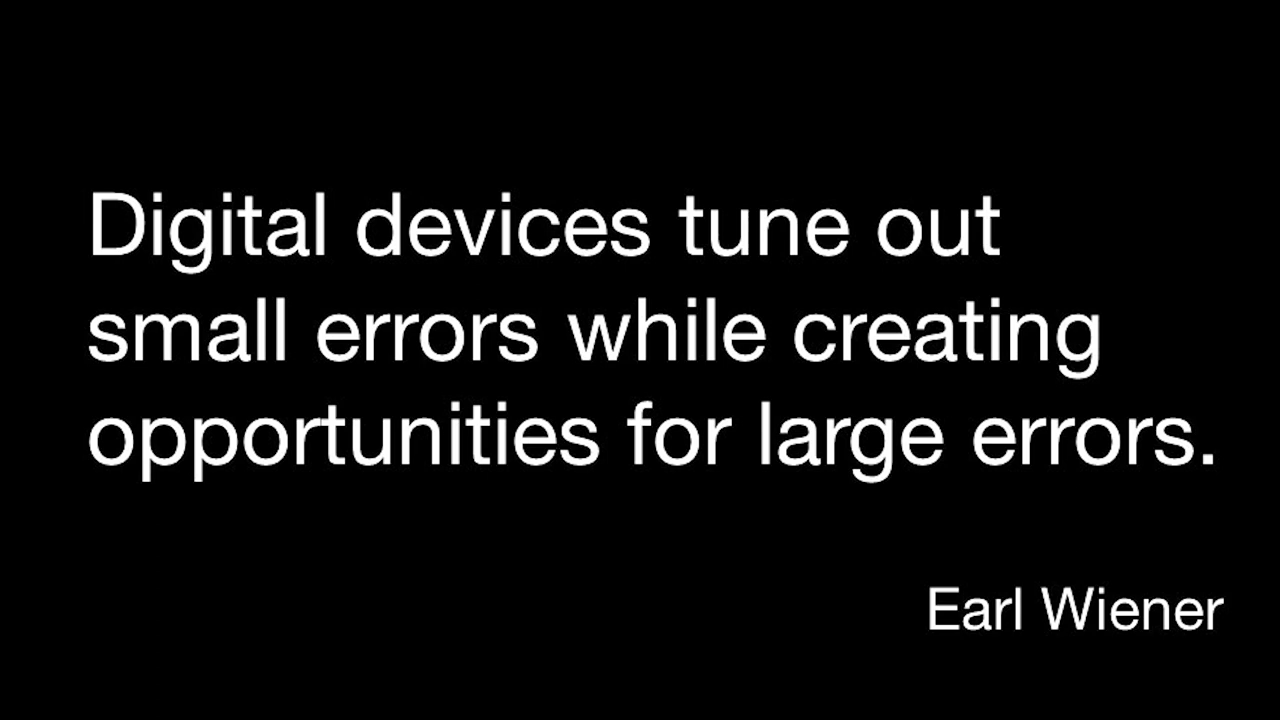 Digital devices tune out
small errors while creating
opportunities for large errors.
Earl Wiener